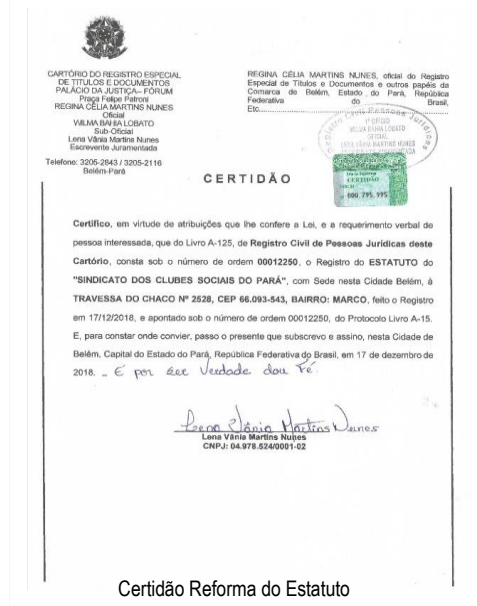 CARTÓRIO DO REGISTRO ESPECIAL
DE TÍTULOS E DOCUMENTOS
PALÁCIO DA JUSTIÇA– FÓRUM
Praça Felipe Patroni
REGINA CÉLIA MARTINS NUNES
Oficial
WILMA BAHIA LOBATO
Sub-Oficial
Lena Vânia Martins Nunes
Escrevente Juramentada
Telefone: 3205-2843 / 3205-2116
Belém-Pará
REGINA CÉLIA MARTINS NUNES, oficial do Registro
Especial de Títulos e Documentos e outros papéis da
Comarca de Belém, Estado do Pará, República
Federativa do Brasil,
Etc
Registro Civil Pessoas Jurídicas
1º OFÍCIO
WILMA BAHIA LOBATO
OFICIAL
LENA VÂNIA MARTINS NUNES
CERTIDÃO
000.795.995
CERTIDÃO
Certifico, em virtude de atribuições que lhe confere a Lei, e a requerimento verbal de
pessoa interessada, que do Livro A-125, de Registro Civil de Pessoas Jurídicas deste
Cartório, consta sob o número de ordem 00012250, o Registro do ESTATUTO do
"SINDICATO DOS CLUBES SOCIAIS DO PARÁ", com Sede nesta Cidade Belém, à
TRAVESSA DO CHACO Nº 2528, CEP 66.093-543, BAIRRO: MARCO, feito o Registro
em 17/12/2018, e apontado sob o número de ordem 00012250, do Protocolo Livro A-15.
E, para constar onde convier, passo o presente que subscrevo e assino, nesta Cidade de
Belém, Capital do Estado do Pará, República Federativa do Brasil, em 17 de dezembro de
2018. _ E por ser Verdade dou Fé.
Lena Vânia Martins Nunes
Lena Vânia Martins Nunes
CNPJ: 04.978.524/0001-02
Certidão Reforma do Estatuto